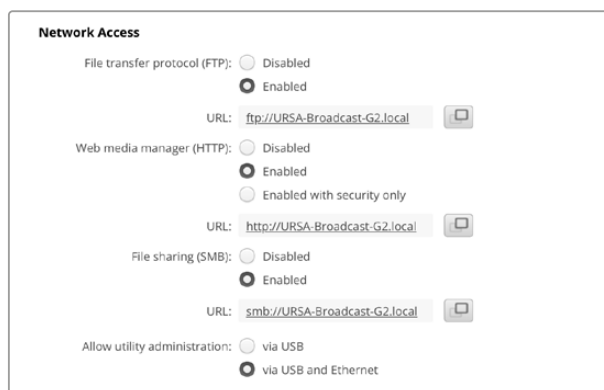 Network Access
File transfer protocol (FTP): Disabled
Enabled
URL: ftp://URSA-Broadcast-G2.local
Web media manager (HTTP): Disabled
Enabled
Enabled with security only
URL: http://URSA-Broadcast-G2.local
File sharing (SMB): Disabled
Enabled
URL: smb://URSA-Broadcast-G2.local
Allow utility administration: via USB
via USB and Ethernet